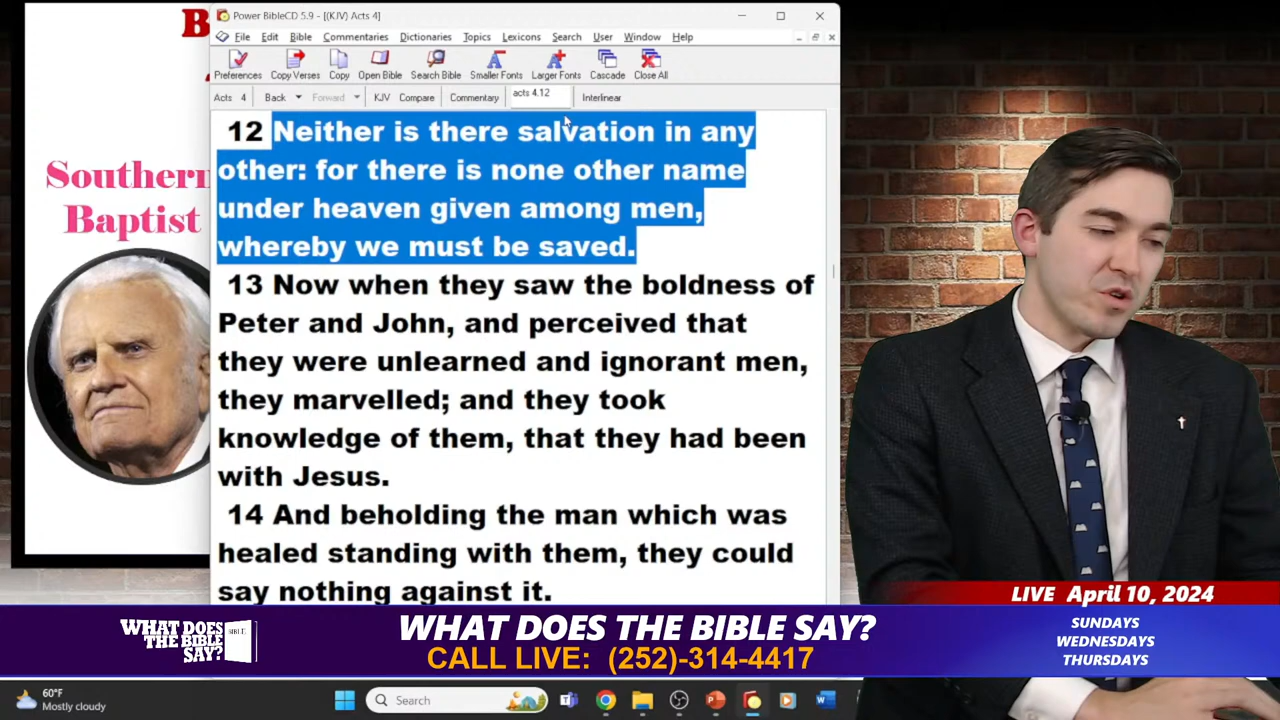 B
Southern
Baptist
Power BibleCD 5.9 - [(KJV) Acts 4]
File Edit Bible Commentaries Dictionaries Topics Lexicons Search User Window Help
Preferences Copy Verses Copy Open Bible Search Bible Smaller Fonts Larger Fonts Cascade Close All
Acts 4 Back Forward KJV Compare Commentary acts 4.12 Interlinear
12 Neither is there salvation in any
other: for there is none other name
under heaven given among men,
whereby we must be saved.
13 Now when they saw the boldness of
Peter and John, and perceived that
they were unlearned and ignorant men,
they marvelled; and they took
knowledge of them, that they had been
with Jesus.
14 And beholding the man which was
healed standing with them, they could
say nothing against it.
LIVE April 10, 2024
WHAT DOES
THE BIBLE
SAY?
BIBLE
WHAT DOES THE BIBLE SAY?
CALL LIVE: (252)-314-4417
SUNDAYS
WEDNESDAYS
THURSDAYS
60°F
Mostly cloudy
Search